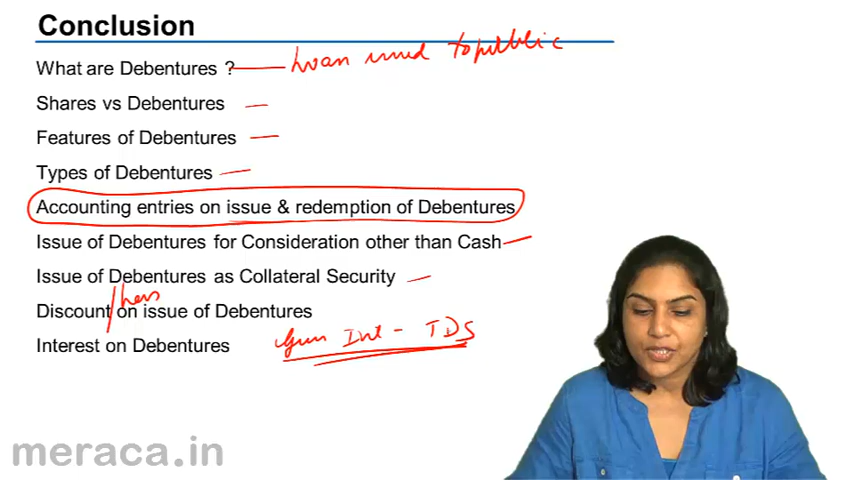 Conclusion
What are Debentures ? Loan issued to public
Shares vs Debentures
Features of Debentures
Types of Debentures
Accounting entries on issue & redemption of Debentures
Issue of Debentures for Consideration other than Cash
Issue of Debentures as Collateral Security
Discount / on issue of Debentures
Interest on Debentures Int - TDS
meraca.in